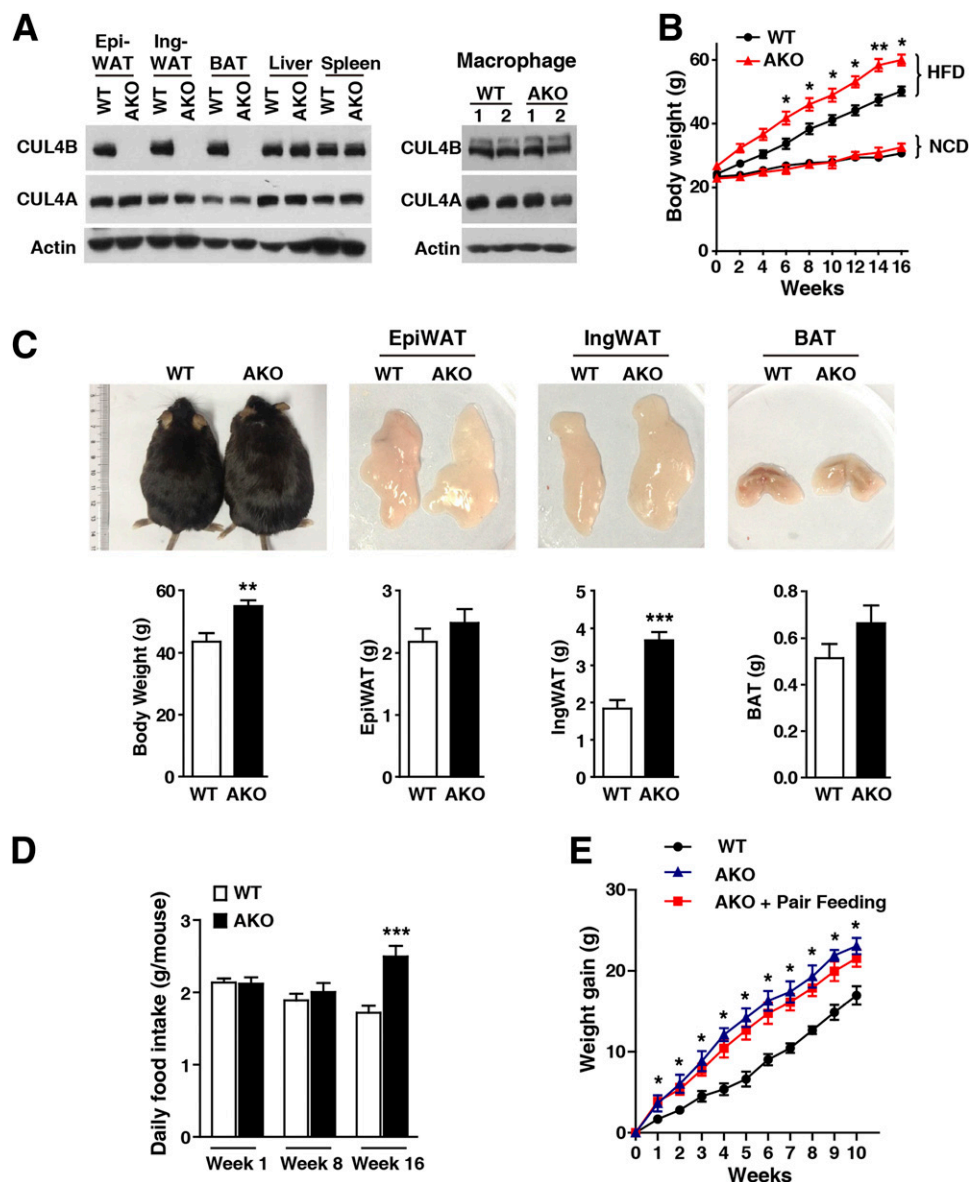 A
Epi-
WAT
Ing-
WAT
BAT
Liver
Spleen
WT
AKO
WT
AKO
WT
AKO
WT
AKO
WT
AKO
CUL4B
CUL4A
Actin
Macrophage
WT
AKO
1 2 1 2
CUL4B
CUL4A
Actin
B
WT
AKO
Body weight (g)
60
40
20
0
* * * * ** *
HFD
NCD
0 2 4 6 8 10 12 14 16
Weeks
C
WT AKO
EpiWAT
WT AKO
IngWAT
WT AKO
BAT
WT AKO
Body Weight (g)
60
40
20
0
**
WT AKO
EpiWAT (g)
3
2
1
0
WT AKO
IngWAT (g)
5
4
3
2
1
0
***
WT AKO
BAT (g)
0.8
0.6
0.4
0.2
0.0
WT AKO
D
WT
AKO
Daily food intake (g/mouse)
3
2
1
0
***
Week 1 Week 8 Week 16
E
WT
AKO
AKO + Pair Feeding
Weight gain (g)
30
20
10
0
* * * * * * * * * *
0 1 2 3 4 5 6 7 8 9 10
Weeks